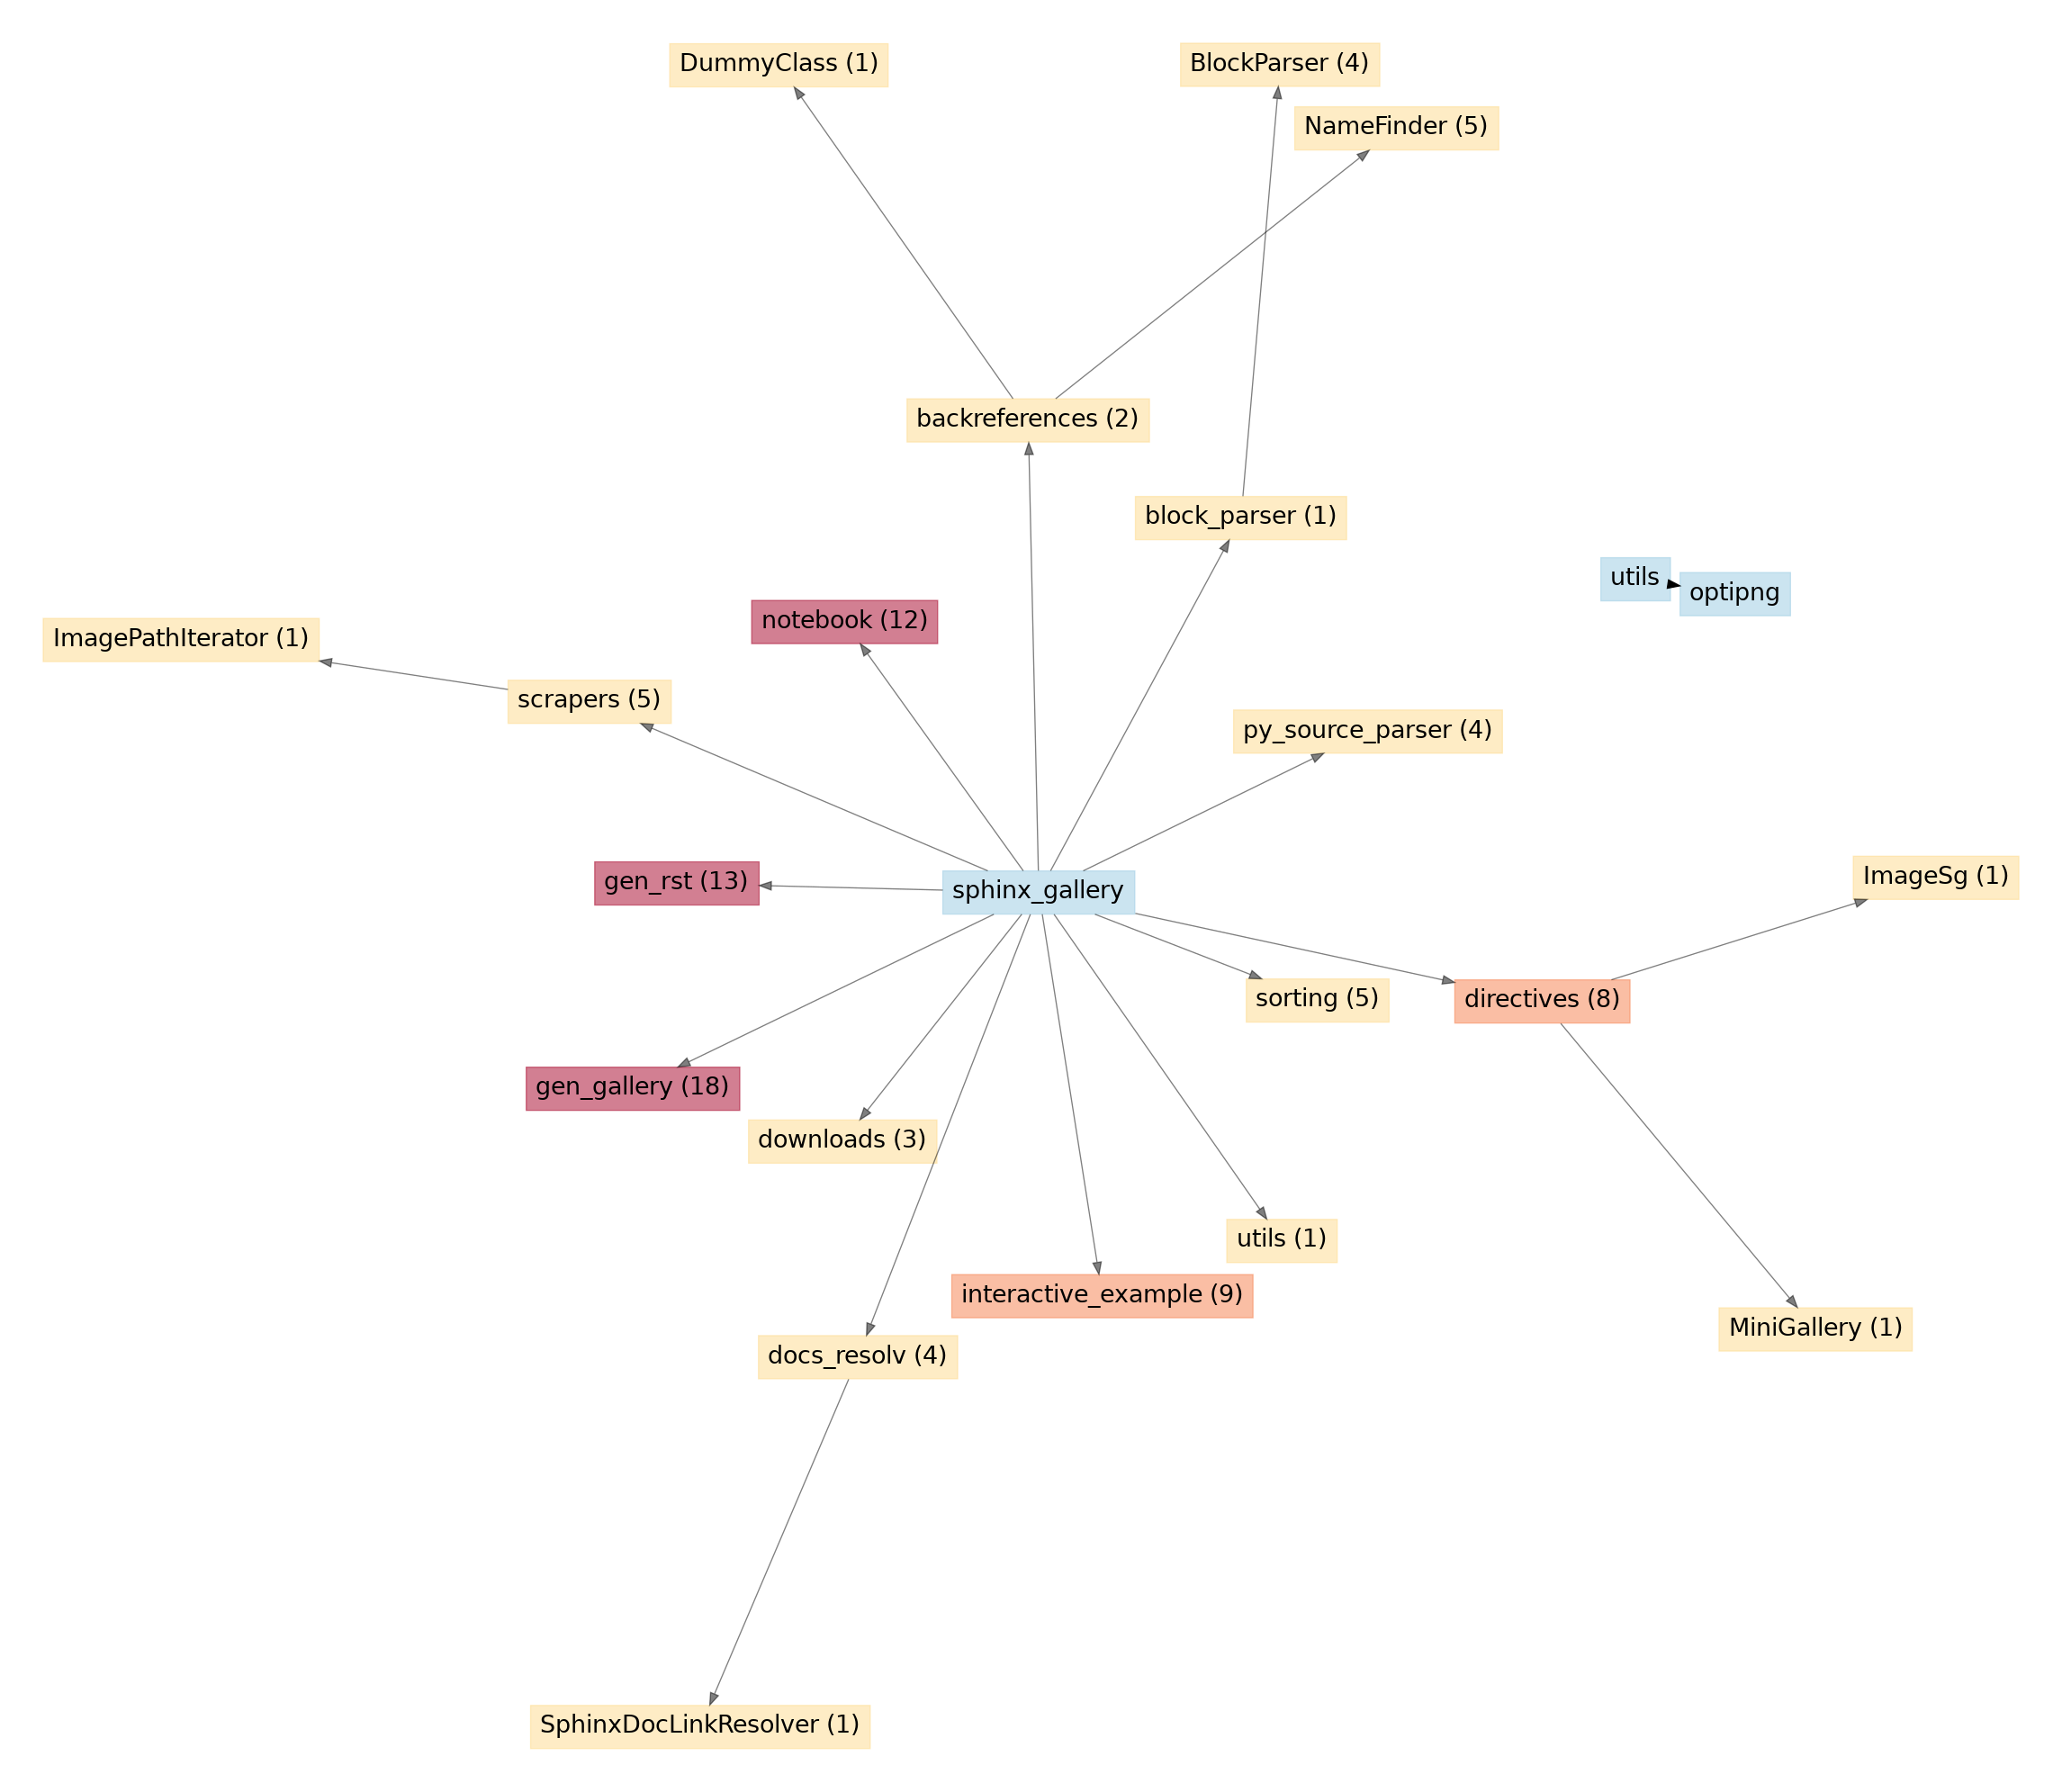 DummyClass (1)
BlockParser (4)
NameFinder (5)
backreferences (2)
block_parser (1)
utils
optipng
notebook (12)
ImagePathIterator (1)
scrapers (5)
py_source_parser (4)
gen_rst (13)
sphinx_gallery
ImageSg (1)
sorting (5)
directives (8)
gen_gallery (18)
downloads (3)
utils (1)
interactive_example (9)
MiniGallery (1)
docs_resolv (4)
SphinxDocLinkResolver (1)